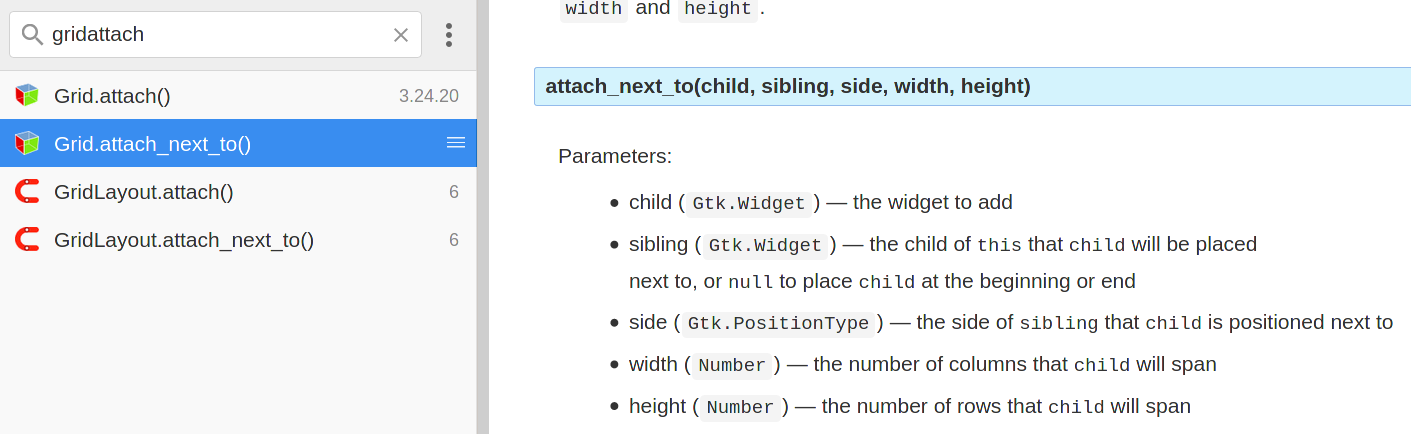 gridattach
Grid.attach() 3.24.20
Grid.attach_next_to()
GridLayout.attach() 6
GridLayout.attach_next_to() 6
width and height.
attach_next_to(child, sibling, side, width, height)
Parameters:
child (Gtk.Widget) — the widget to add
sibling (Gtk.Widget) — the child of this that child will be placed
next to, or null to place child at the beginning or end
side (Gtk.PositionType) — the side of sibling that child is positioned next to
width (Number) — the number of columns that child will span
height (Number) — the number of rows that child will span